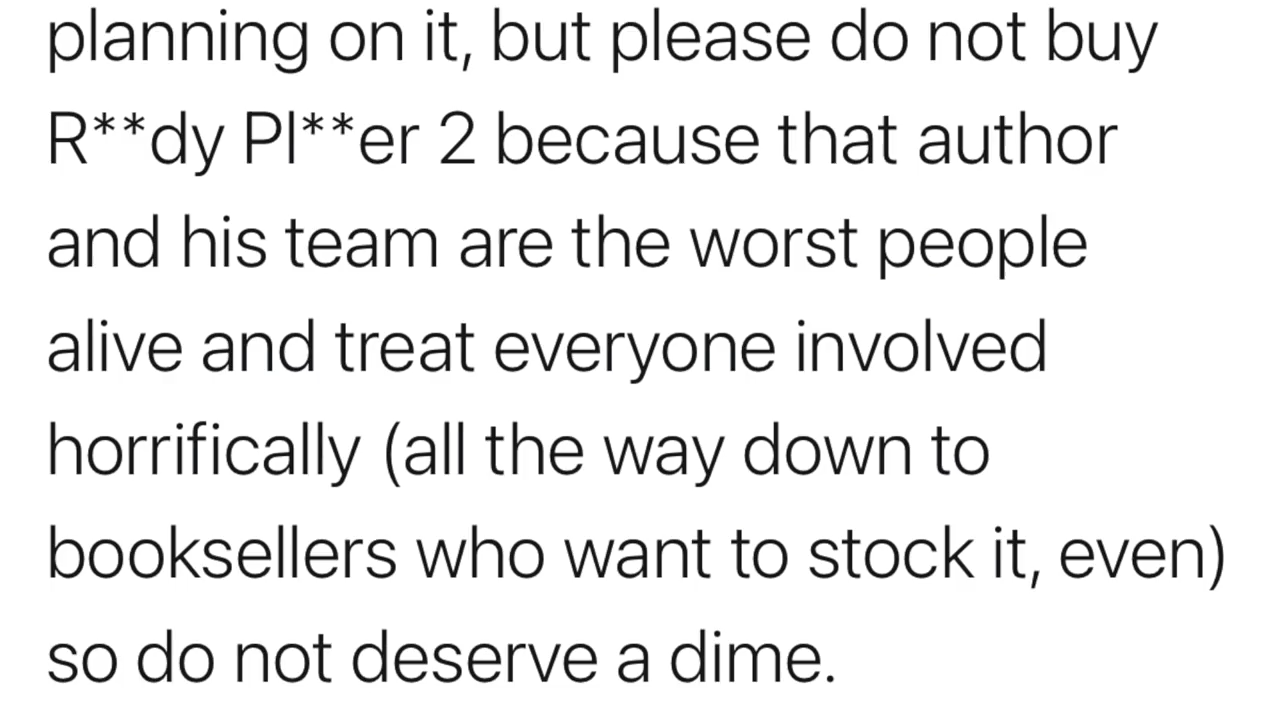 planning on it, but please do not buy
R**dy Pl**er 2 because that author
and his team are the worst people
alive and treat everyone involved
horrifically (all the way down to
booksellers who want to stock it, even)
so do not deserve a dime.